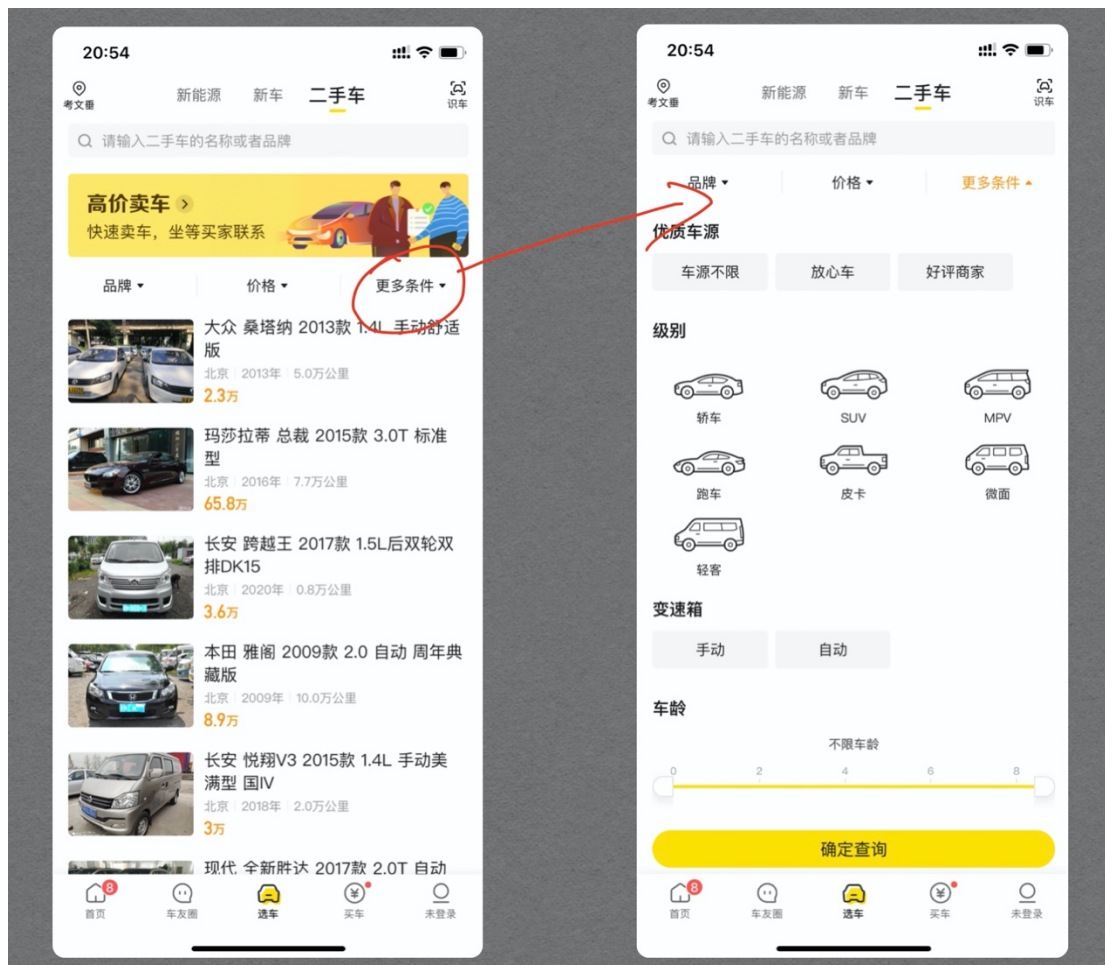 20:54
考文垂
新能源 新车 二手车
识车
请输入二手车的名称或者品牌
高价卖车
快速卖车，坐等买家联系
品牌 价格 更多条件
大众 桑塔纳 2013款 1.4L 手动舒适
版
北京 2013年 5.0万公里
2.3万
玛莎拉蒂 总裁 2015款 3.0T 标准
型
北京 2016年 7.7万公里
65.8万
长安 跨越王 2017款 1.5L后双轮双
排DK15
北京 2020年 0.8万公里
3.6万
本田 雅阁 2009款 2.0 自动 周年典
藏版
北京 2009年 10.0万公里
8.9万
长安 悦翔V3 2015款 1.4L 手动美
满型 国IV
北京 2018年 2.0万公里
3万
现代 全新胜达 2017款 2.0T 自动
8
首页 车友圈 选车 买车 未登录
20:54
考文垂
新能源 新车 二手车
识车
请输入二手车的名称或者品牌
品牌 价格 更多条件
优质车源
车源不限 放心车 好评商家
级别
轿车 SUV MPV
跑车 皮卡 微面
轻客
变速箱
手动 自动
车龄
不限车龄
0 2 4 6 8
确定查询
8
首页 车友圈 选车 买车 未登录